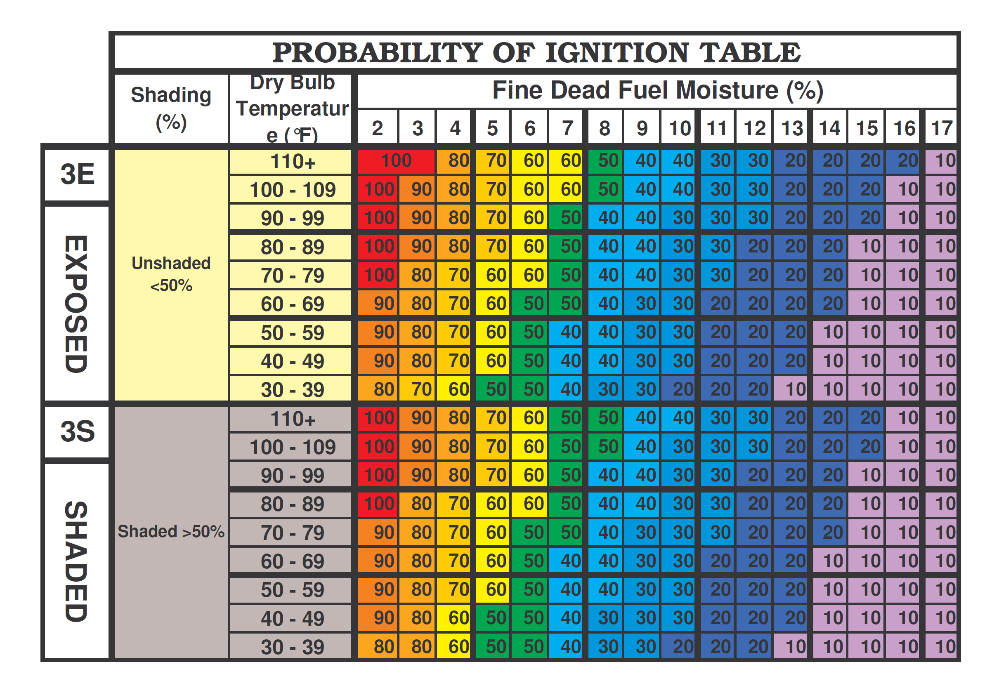 PROBABILITY OF IGNITION TABLE
Shading
(%)
Dry Bulb
Temperatur
e (°F)
Fine Dead Fuel Moisture (%)
2 3 4 5 6 7 8 9 10 11 12 13 14 15 16 17
3E
EXPOSED
Unshaded
<50%
110+ 100 80 70 60 60 50 40 40 30 30 20 20 20 20 10
100 - 109 100 90 80 70 60 60 50 40 40 30 30 20 20 20 10 10
90 - 99 100 90 80 70 60 50 40 40 30 30 30 20 20 20 10 10
80 - 89 100 90 80 70 60 50 40 40 30 30 20 20 20 10 10 10
70 - 79 100 80 70 60 60 50 40 40 30 30 20 20 20 10 10 10
60 - 69 90 80 70 60 50 50 40 30 30 20 20 20 20 10 10 10
50 - 59 90 80 70 60 50 40 40 30 30 20 20 20 10 10 10 10
40 - 49 90 80 70 60 50 40 40 30 30 20 20 20 10 10 10 10
30 - 39 80 70 60 50 50 40 30 30 20 20 20 10 10 10 10 10
3S
SHADED
Shaded >50%
110+ 100 90 80 70 60 50 50 40 40 30 30 20 20 20 10 10
100 - 109 100 90 80 70 60 50 50 40 30 30 30 20 20 20 10 10
90 - 99 100 90 80 70 60 50 40 40 30 30 20 20 20 10 10 10
80 - 89 100 80 70 60 60 50 40 40 30 30 20 20 20 10 10 10
70 - 79 90 80 70 60 50 50 40 30 30 30 20 20 20 10 10 10
60 - 69 90 80 70 60 50 40 40 30 30 20 20 20 10 10 10 10
50 - 59 90 80 70 60 50 40 40 30 30 20 20 20 10 10 10 10
40 - 49 90 80 60 50 50 40 30 30 30 20 20 20 10 10 10 10
30 - 39 80 80 60 50 50 40 30 30 20 20 20 10 10 10 10 10